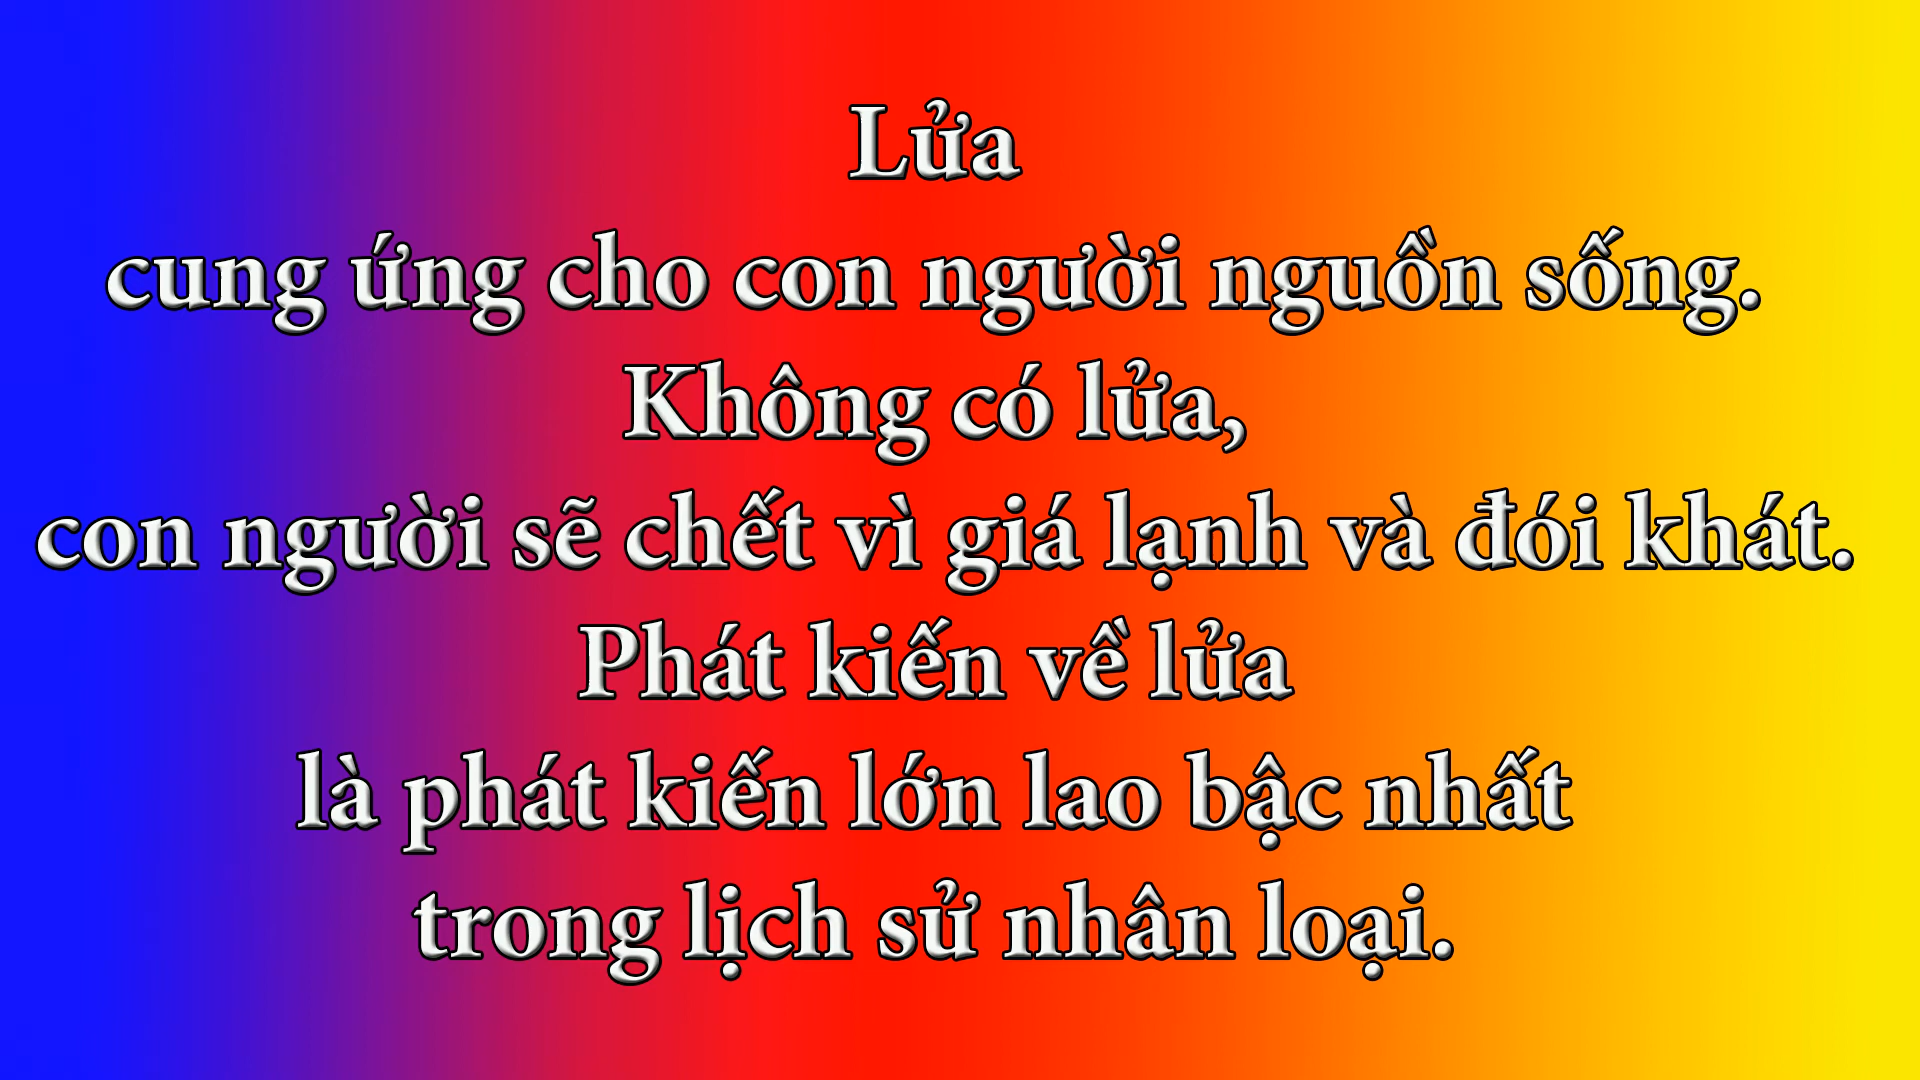 Lửa
cung ứng cho con người nguồn sống.
Không có lửa,
con người sẽ chết vì giá lạnh và đói khát.
Phát kiến về lửa
là phát kiến lớn lao bậc nhất
trong lịch sử nhân loại.